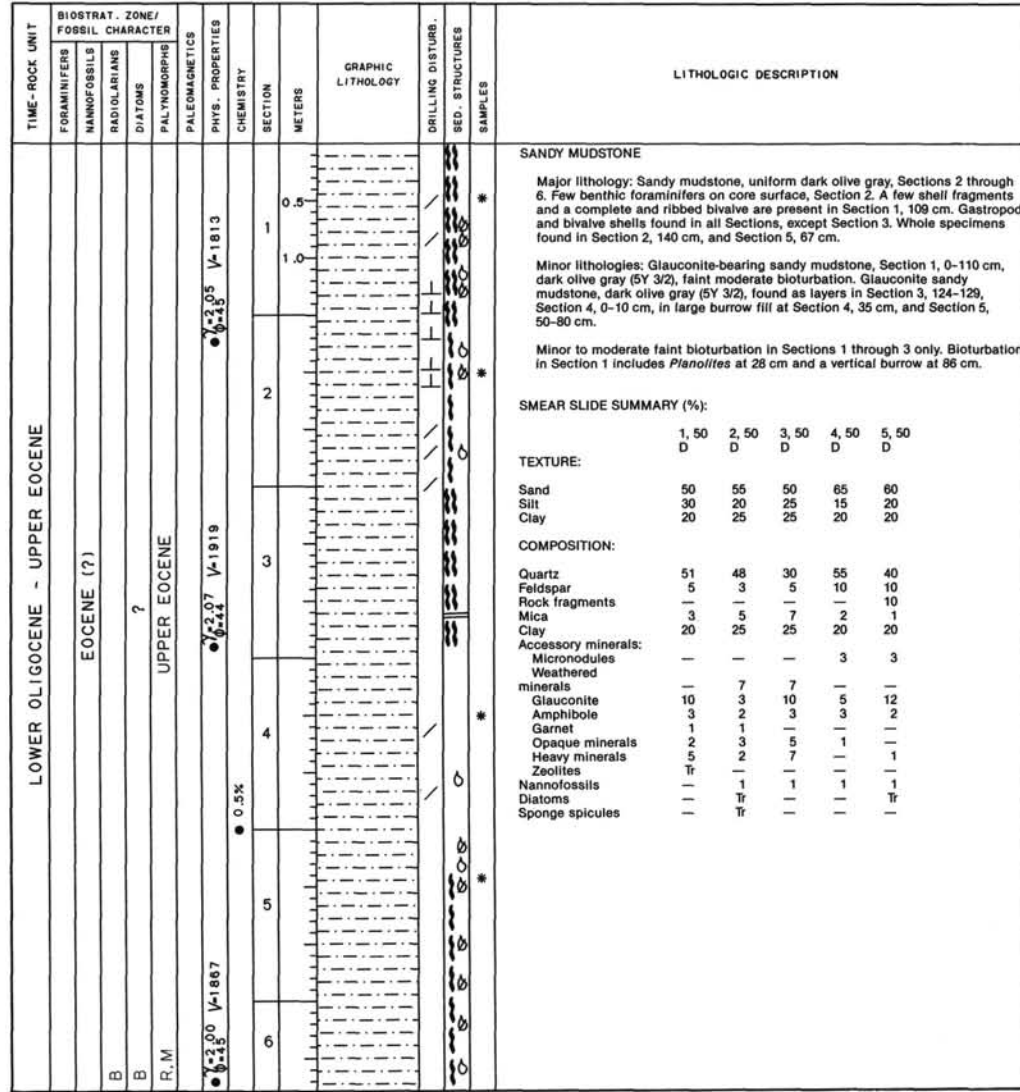 TIME-ROCK UNIT
BIOSTRAT. ZONE/
FOSSIL CHARACTER
FORAMINIFERS
NANNOFOSSILS
RADIOLARIANS
DIATOMS
PALYNOMORPHS
PALEOMAGNETICS
PHYS. PROPERTIES
CHEMISTRY
SECTION
METERS
GRAPHIC
LITHOLOGY
DRILLING DISTURB.
SED. STRUCTURES
SAMPLES
LITHOLOGIC DESCRIPTION
LOWER OLIGOCENE - UPPER EOCENE
EOCENE (?)
B
?
B
UPPER EOCENE
R, M
γ=2.05 V=1813
Φ=45
γ=2.07 V=1919
Φ=44
γ=2.00 V=1867
Φ=45
0.5%
1
2
3
4
5
6
0.5
1.0
*
*
*
*
SANDY MUDSTONE
Major lithology: Sandy mudstone, uniform dark olive gray, Sections 2 through
6. Few benthic foraminifers on core surface, Section 2. A few shell fragments
and a complete and ribbed bivalve are present in Section 1, 109 cm. Gastropod
and bivalve shells found in all Sections, except Section 3. Whole specimens
found in Section 2, 140 cm, and Section 5, 67 cm.
Minor lithologies: Glauconite-bearing sandy mudstone, Section 1, 0–110 cm,
dark olive gray (5Y 3/2), faint moderate bioturbation. Glauconite sandy
mudstone, dark olive gray (5Y 3/2), found as layers in Section 3, 124–129,
Section 4, 0–10 cm, in large burrow fill at Section 4, 35 cm, and Section 5,
50–80 cm.
Minor to moderate faint bioturbation in Sections 1 through 3 only. Bioturbation
in Section 1 includes Planolites at 28 cm and a vertical burrow at 86 cm.
SMEAR SLIDE SUMMARY (%):
1, 50 2, 50 3, 50 4, 50 5, 50
D D D D D
TEXTURE:
Sand 50 55 50 65 60
Silt 30 20 25 15 20
Clay 20 25 25 20 20
COMPOSITION:
Quartz 51 48 30 55 40
Feldspar 5 3 5 10 10
Rock fragments — — — — 10
Mica 3 5 7 2 1
Clay 20 25 25 20 20
Accessory minerals:
Micronodules — — — 3 3
Weathered
minerals — 7 7 — —
Glauconite 10 3 10 5 12
Amphibole 3 2 3 3 2
Garnet 1 1 — — —
Opaque minerals 2 3 5 1 —
Heavy minerals 5 2 7 — 1
Zeolites Tr — — — —
Nannofossils — 1 1 1 1
Diatoms — Tr — — Tr
Sponge spicules — Tr — — —